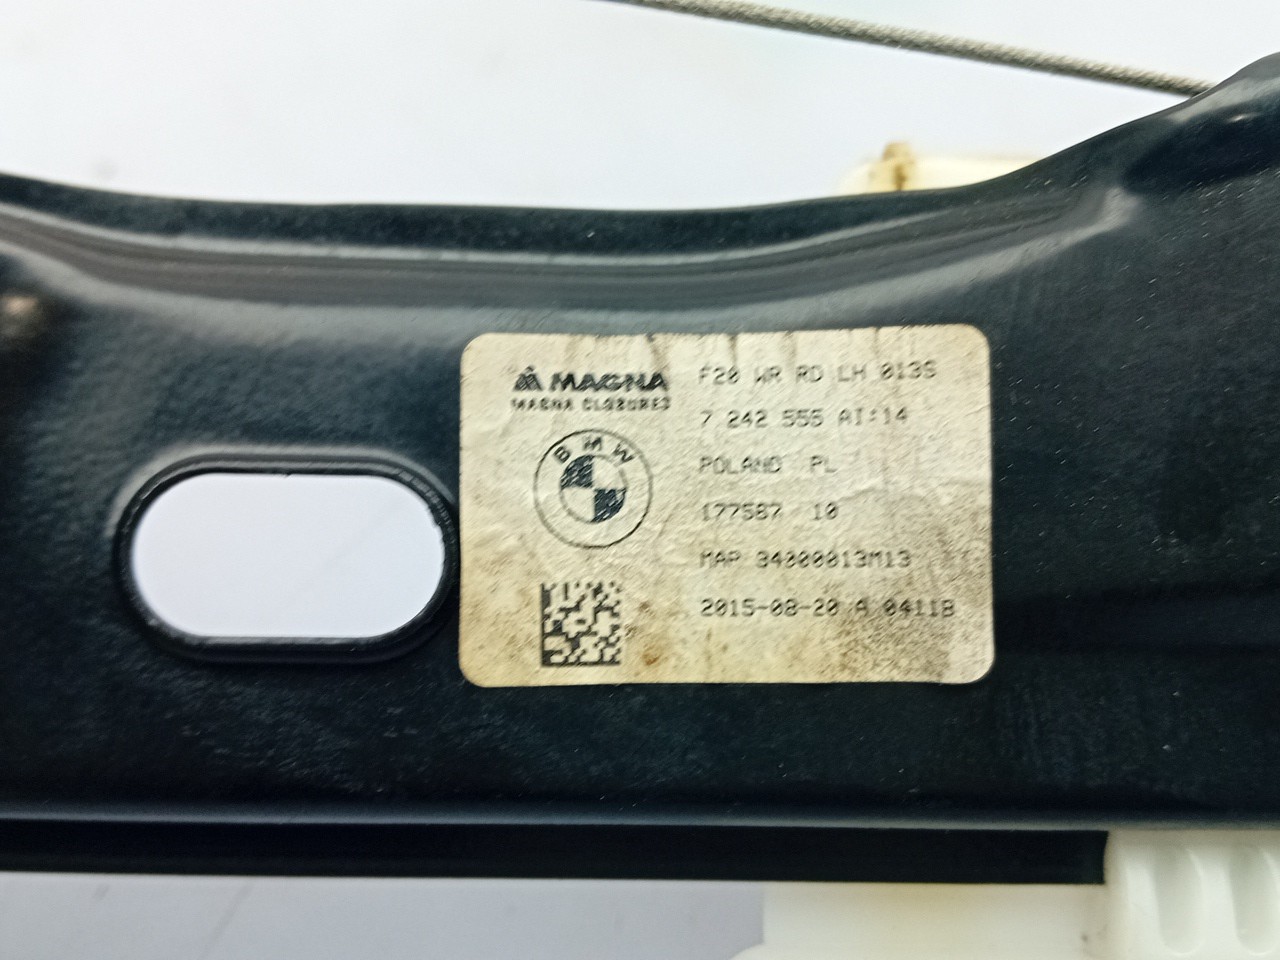 MAGNA
MAGNA CLOSURES
BMW
F20 WR RD LH 013S
7 242 555 AI:14
POLAND PL
177587 10
MAP 34000013M13
2015-08-20 A 0411B